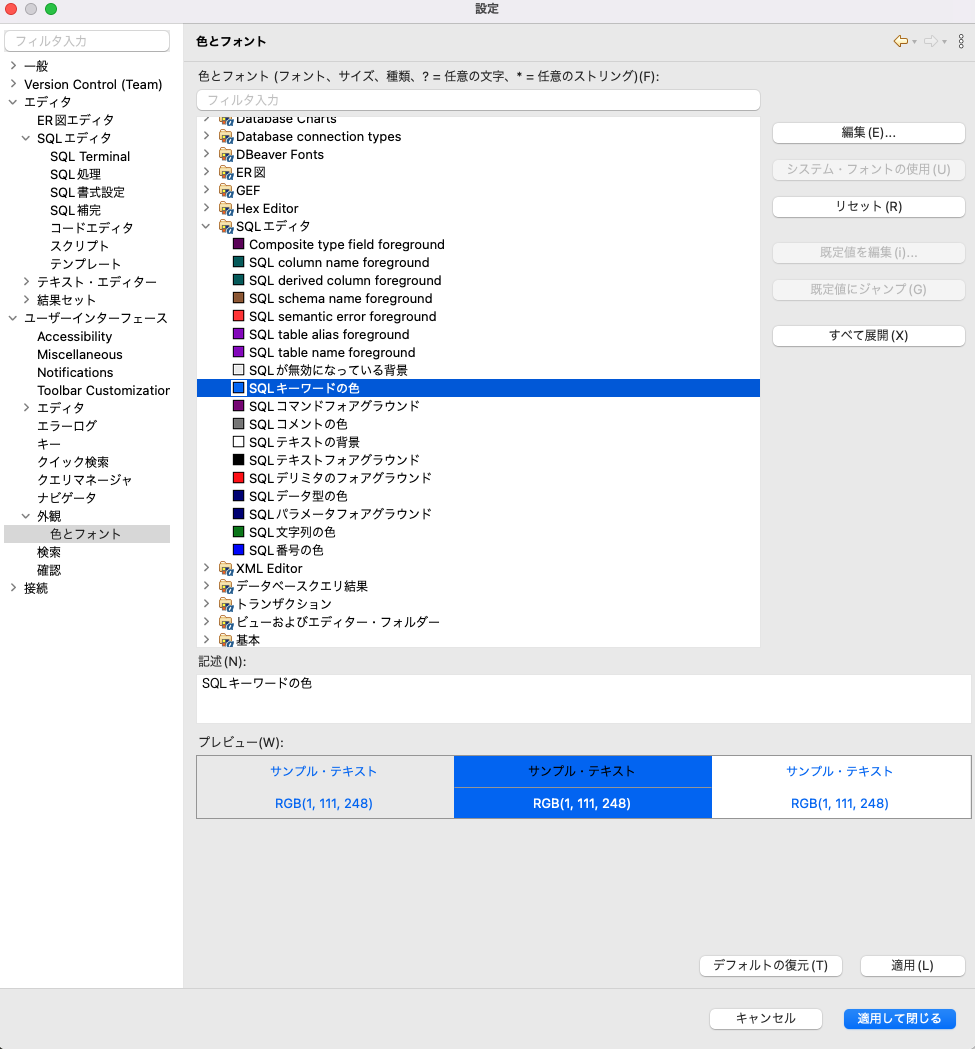 設定
フィルタ入力
一般
Version Control (Team)
エディタ
ER図エディタ
SQLエディタ
SQL Terminal
SQL処理
SQL書式設定
SQL補完
コードエディタ
スクリプト
テンプレート
テキスト・エディター
結果セット
ユーザーインターフェース
Accessibility
Miscellaneous
Notifications
Toolbar Customization
エディタ
エラーログ
キー
クイック検索
クエリマネージャ
ナビゲータ
外観
色とフォント
検索
確認
接続
色とフォント
色とフォント (フォント、サイズ、種類、? = 任意の文字、* = 任意のストリング)(F):
フィルタ入力
Database Charts
Database connection types
DBeaver Fonts
ER図
GEF
Hex Editor
SQLエディタ
Composite type field foreground
SQL column name foreground
SQL derived column foreground
SQL schema name foreground
SQL semantic error foreground
SQL table alias foreground
SQL table name foreground
SQLが無効になっている背景
SQLキーワードの色
SQLコマンドフォアグラウンド
SQLコメントの色
SQLテキストの背景
SQLテキストフォアグラウンド
SQLデリミタのフォアグラウンド
SQLデータ型の色
SQLパラメータフォアグラウンド
SQL文字列の色
SQL番号の色
XML Editor
データベースクエリ結果
トランザクション
ビューおよびエディター・フォルダー
基本
編集(E)...
システム・フォントの使用(U)
リセット(R)
既定値を編集(i)...
既定値にジャンプ(G)
すべて展開(X)
記述(N):
SQLキーワードの色
プレビュー(W):
サンプル・テキスト サンプル・テキスト サンプル・テキスト
RGB(1, 111, 248) RGB(1, 111, 248) RGB(1, 111, 248)
デフォルトの復元(T) 適用(L)
キャンセル 適用して閉じる